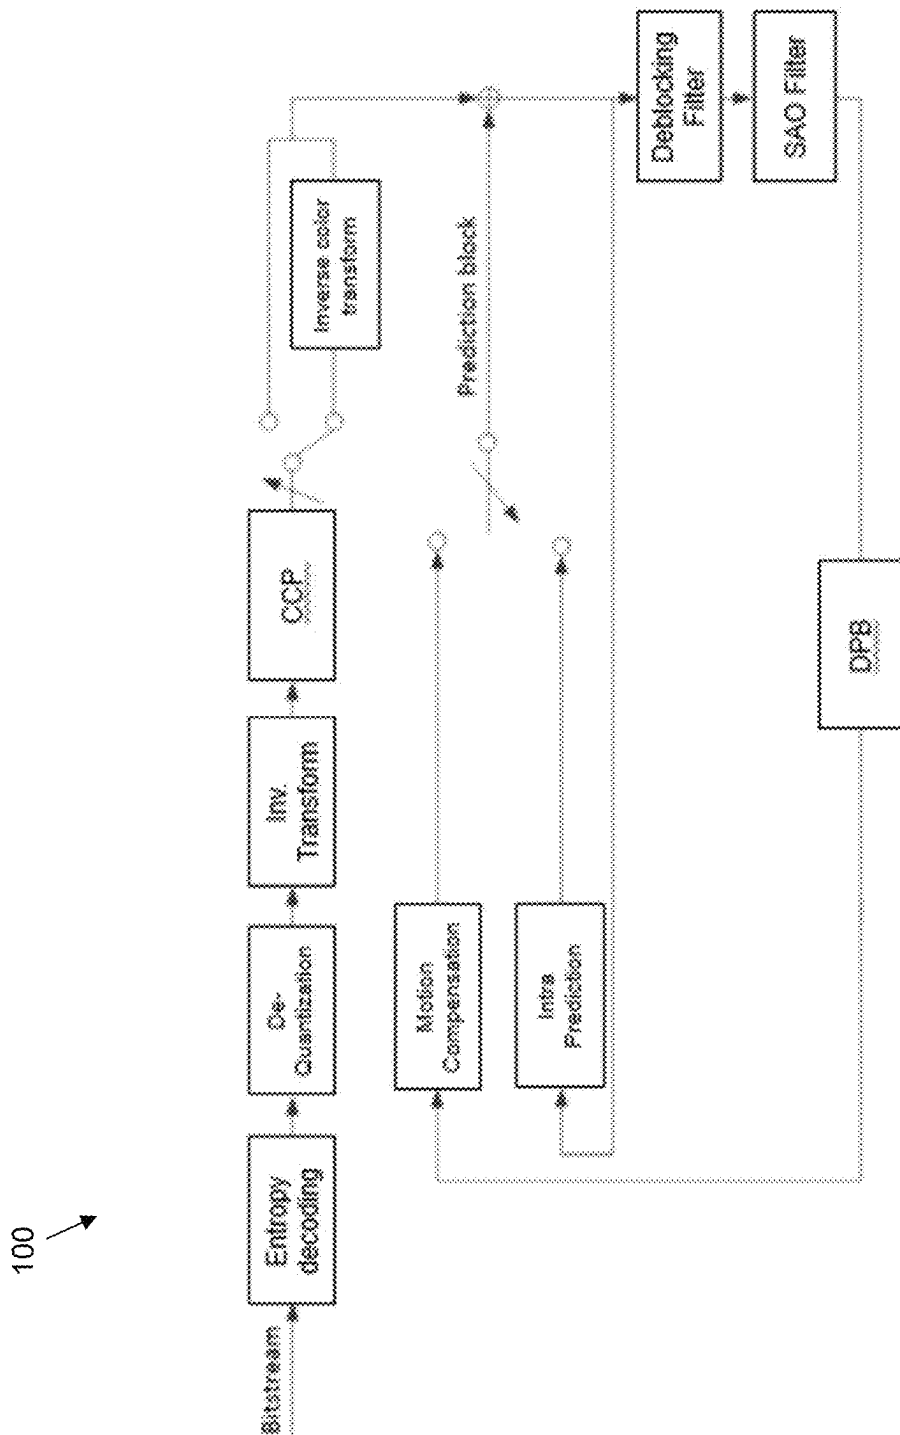 100
Bitstream
Entropy
decoding
De-
Quantization
Inv.
Transform
CCP
Inverse color
transform
Motion
Compensation
Intra
Prediction
Prediction block
Deblocking
Filter
SAO Filter
DPB